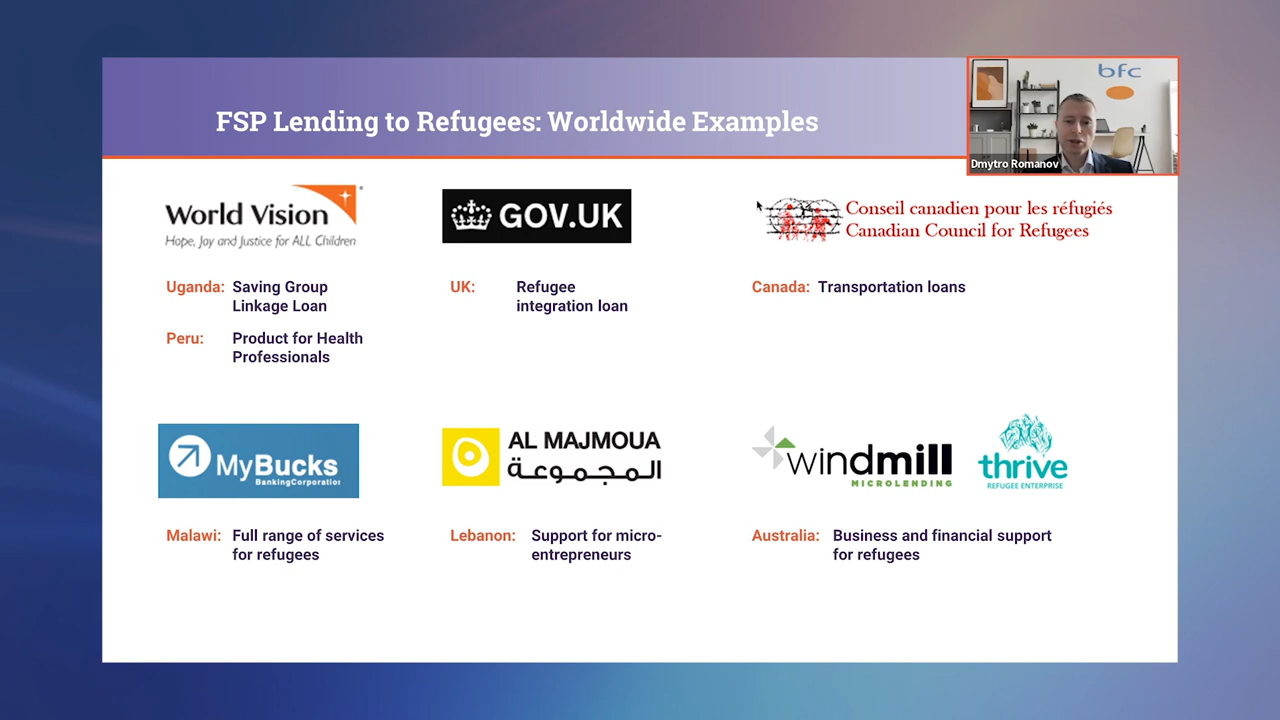 FSP Lending to Refugees: Worldwide Examples
bfc
Dmytro Romanov
World Vision
Hope, Joy and Justice for ALL Children
Uganda: Saving Group
Linkage Loan
Peru: Product for Health
Professionals
GOV.UK
UK: Refugee
integration loan
Conseil canadien pour les réfugiés
Canadian Council for Refugees
Canada: Transportation loans
MyBucks
BankingCorporation
Malawi: Full range of services
for refugees
AL MAJMOUA
المجموعة
Lebanon: Support for micro-
entrepreneurs
windmill
MICROLENDING
thrive
REFUGEE ENTERPRISE
Australia: Business and financial support
for refugees